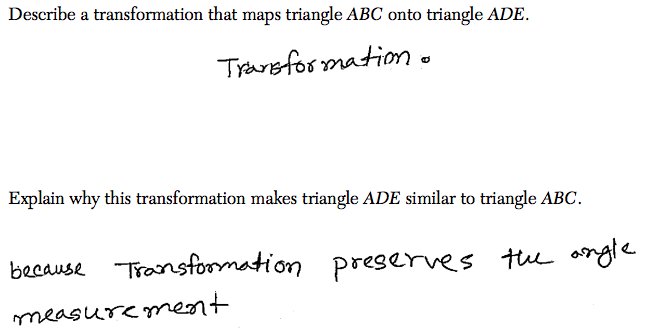 Describe a transformation that maps triangle ABC onto triangle ADE.
Transformation.
Explain why this transformation makes triangle ADE similar to triangle ABC.
because Transformation preserves the angle
measurement